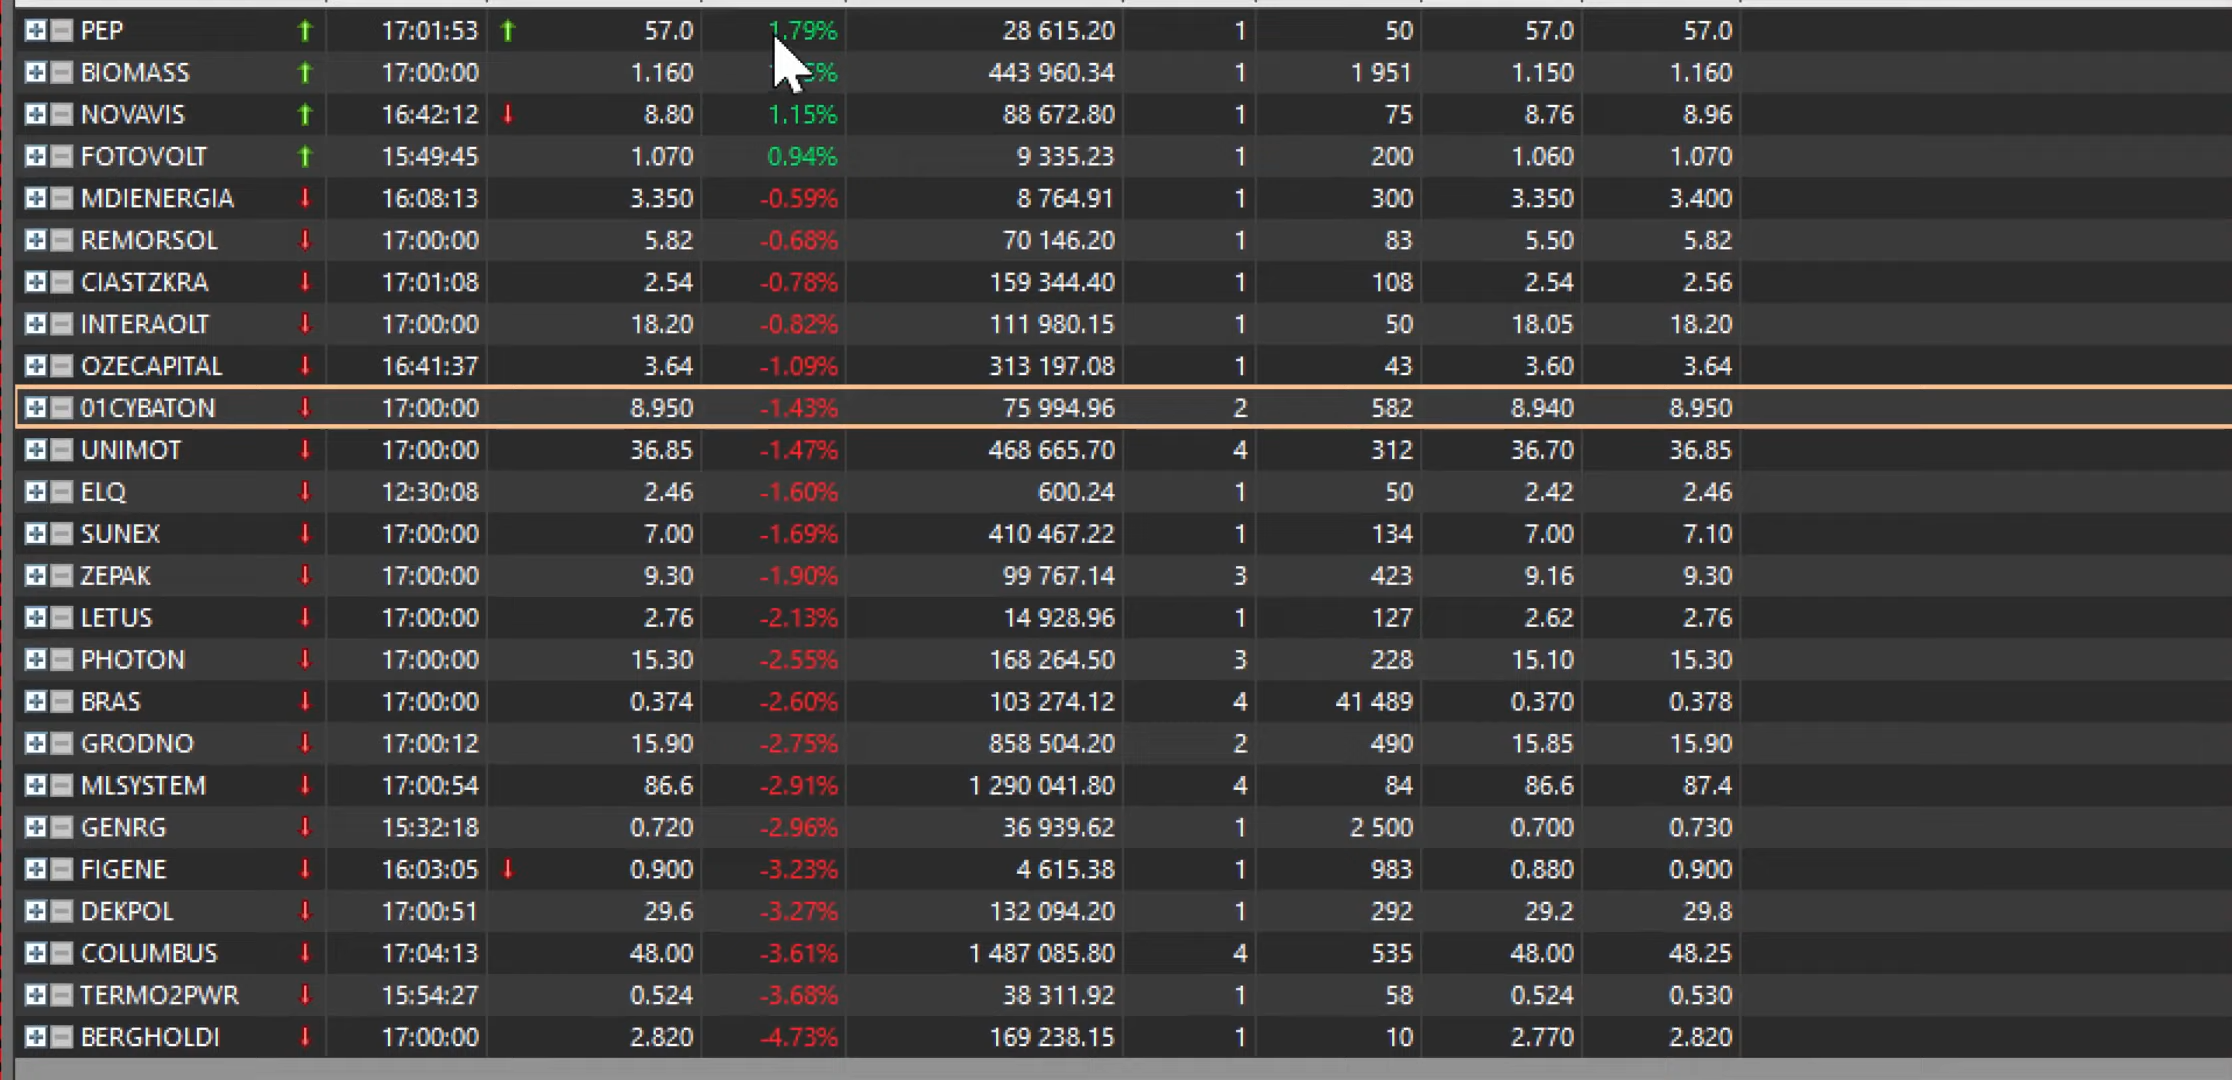 PEP 17:01:53 57.0 1.79% 28 615.20 1 50 57.0 57.0
BIOMASS 17:00:00 1.160 % 443 960.34 1 1 951 1.150 1.160
NOVAVIS 16:42:12 8.80 1.15% 88 672.80 1 75 8.76 8.96
FOTOVOLT 15:49:45 1.070 0.94% 9 335.23 1 200 1.060 1.070
MDIENERGIA 16:08:13 3.350 -0.59% 8 764.91 1 300 3.350 3.400
REMORSOL 17:00:00 5.82 -0.68% 70 146.20 1 83 5.50 5.82
CIASTZKRA 17:01:08 2.54 -0.78% 159 344.40 1 108 2.54 2.56
INTERAOLT 17:00:00 18.20 -0.82% 111 980.15 1 50 18.05 18.20
OZECAPITAL 16:41:37 3.64 -1.09% 313 197.08 1 43 3.60 3.64
01CYBATON 17:00:00 8.950 -1.43% 75 994.96 2 582 8.940 8.950
UNIMOT 17:00:00 36.85 -1.47% 468 665.70 4 312 36.70 36.85
ELQ 12:30:08 2.46 -1.60% 600.24 1 50 2.42 2.46
SUNEX 17:00:00 7.00 -1.69% 410 467.22 1 134 7.00 7.10
ZEPAK 17:00:00 9.30 -1.90% 99 767.14 3 423 9.16 9.30
LETUS 17:00:00 2.76 -2.13% 14 928.96 1 127 2.62 2.76
PHOTON 17:00:00 15.30 -2.55% 168 264.50 3 228 15.10 15.30
BRAS 17:00:00 0.374 -2.60% 103 274.12 4 41 489 0.370 0.378
GRODNO 17:00:12 15.90 -2.75% 858 504.20 2 490 15.85 15.90
MLSYSTEM 17:00:54 86.6 -2.91% 1 290 041.80 4 84 86.6 87.4
GENRG 15:32:18 0.720 -2.96% 36 939.62 1 2 500 0.700 0.730
FIGENE 16:03:05 0.900 -3.23% 4 615.38 1 983 0.880 0.900
DEKPOL 17:00:51 29.6 -3.27% 132 094.20 1 292 29.2 29.8
COLUMBUS 17:04:13 48.00 -3.61% 1 487 085.80 4 535 48.00 48.25
TERMO2PWR 15:54:27 0.524 -3.68% 38 311.92 1 58 0.524 0.530
BERGHOLDI 17:00:00 2.820 -4.73% 169 238.15 1 10 2.770 2.820